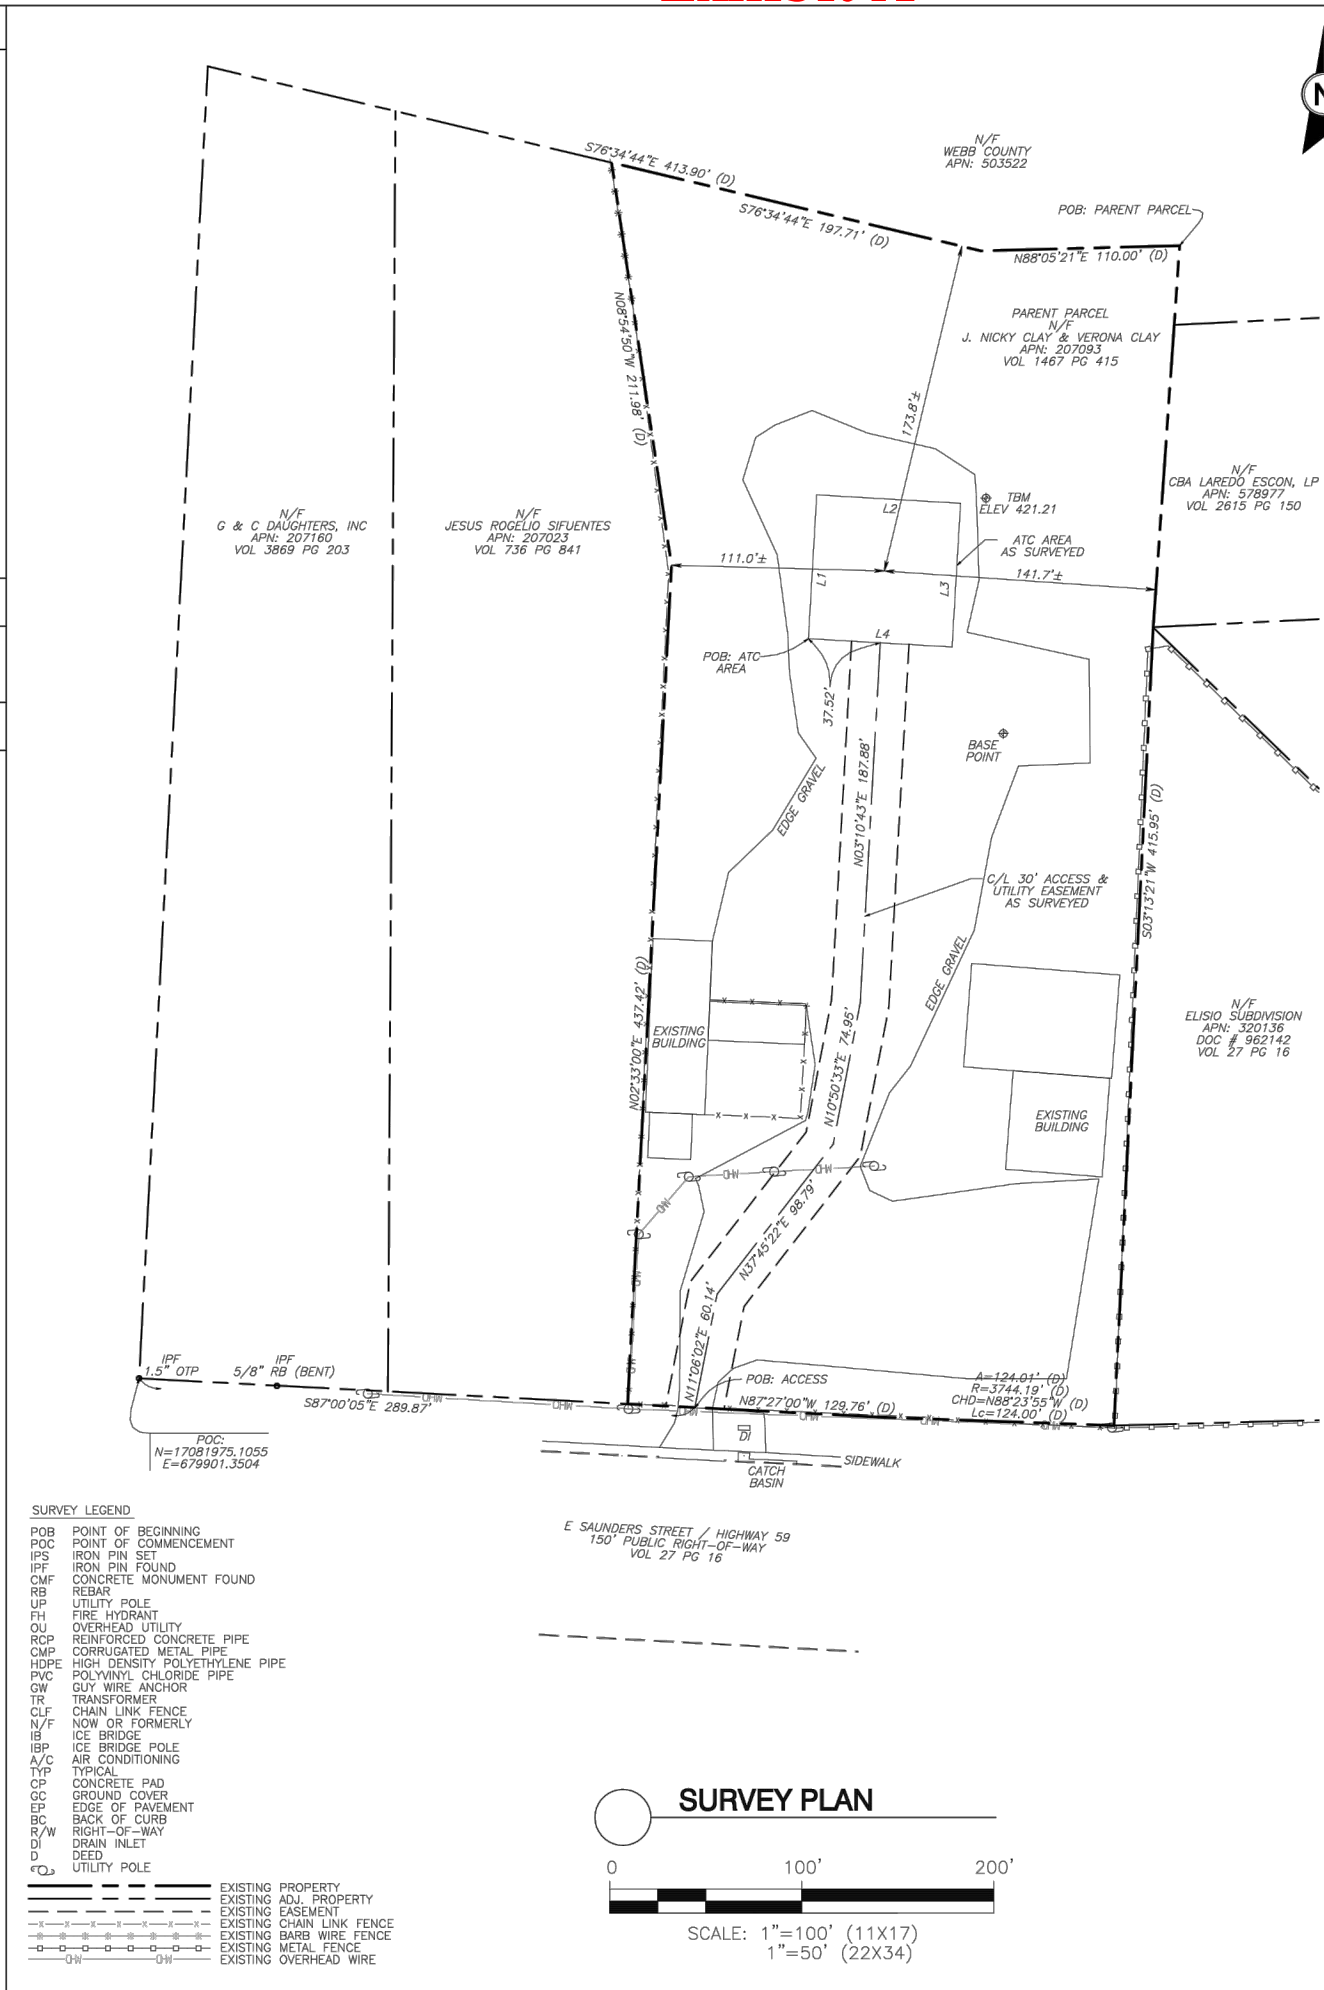 N
N/F
WEBB COUNTY
APN: 503522
S76°34'44"E 413.90' (D)
S76°34'44"E 197.71' (D)
POB: PARENT PARCEL
N88°05'21"E 110.00' (D)
PARENT PARCEL
N/F
J. NICKY CLAY & VERONA CLAY
APN: 207093
VOL 1467 PG 415
N08°54'50"W 211.98' (D)
173.8'±
N/F
CBA LAREDO ESCON, LP
APN: 578977
VOL 2615 PG 150
N/F
G & C DAUGHTERS, INC
APN: 207160
VOL 3869 PG 203
N/F
JESUS ROGELIO SIFUENTES
APN: 207023
VOL 736 PG 841
TBM
ELEV 421.21
L2
ATC AREA
AS SURVEYED
111.0'±
141.7'±
L1
L3
L4
POB: ATC
AREA
37.52'
BASE
POINT
EDGE GRAVEL
N03°10'43"E 187.88'
S03°13'21"W 415.95' (D)
C/L 30' ACCESS &
UTILITY EASEMENT
AS SURVEYED
EDGE GRAVEL
N02°33'00"E 437.42' (D)
EXISTING
BUILDING
N10°50'33"E 74.95'
N/F
ELISIO SUBDIVISION
APN: 320136
DOC # 962142
VOL 27 PG 16
EXISTING
BUILDING
OHW
OHW
OHW
N37°45'22"E 98.79'
OHW
N11°06'02"E 60.14'
OHW
IPF
1.5" OTP
IPF
5/8" RB (BENT)
POB: ACCESS
A=124.01' (D)
R=3744.19' (D)
CHD=N88°23'55"W (D)
Lc=124.00' (D)
S87°00'05"E 289.87'
OHW
OHW
OHW
N87°27'00"W 129.76' (D)
OHW
OHW
OHW
POC:
N=17081975.1055
E=679901.3504
DI
SIDEWALK
CATCH
BASIN
E SAUNDERS STREET / HIGHWAY 59
150' PUBLIC RIGHT-OF-WAY
VOL 27 PG 16
SURVEY LEGEND
POB POINT OF BEGINNING
POC POINT OF COMMENCEMENT
IPS IRON PIN SET
IPF IRON PIN FOUND
CMF CONCRETE MONUMENT FOUND
RB REBAR
UP UTILITY POLE
FH FIRE HYDRANT
OU OVERHEAD UTILITY
RCP REINFORCED CONCRETE PIPE
CMP CORRUGATED METAL PIPE
HDPE HIGH DENSITY POLYETHYLENE PIPE
PVC POLYVINYL CHLORIDE PIPE
GW GUY WIRE ANCHOR
TR TRANSFORMER
CLF CHAIN LINK FENCE
N/F NOW OR FORMERLY
IB ICE BRIDGE
IBP ICE BRIDGE POLE
A/C AIR CONDITIONING
TYP TYPICAL
CP CONCRETE PAD
GC GROUND COVER
EP EDGE OF PAVEMENT
BC BACK OF CURB
R/W RIGHT-OF-WAY
DI DRAIN INLET
D DEED
UTILITY POLE
EXISTING PROPERTY
EXISTING ADJ. PROPERTY
EXISTING EASEMENT
EXISTING CHAIN LINK FENCE
EXISTING BARB WIRE FENCE
EXISTING METAL FENCE
OHW OHW EXISTING OVERHEAD WIRE
SURVEY PLAN
0 100' 200'
SCALE: 1"=100' (11X17)
1"=50' (22X34)